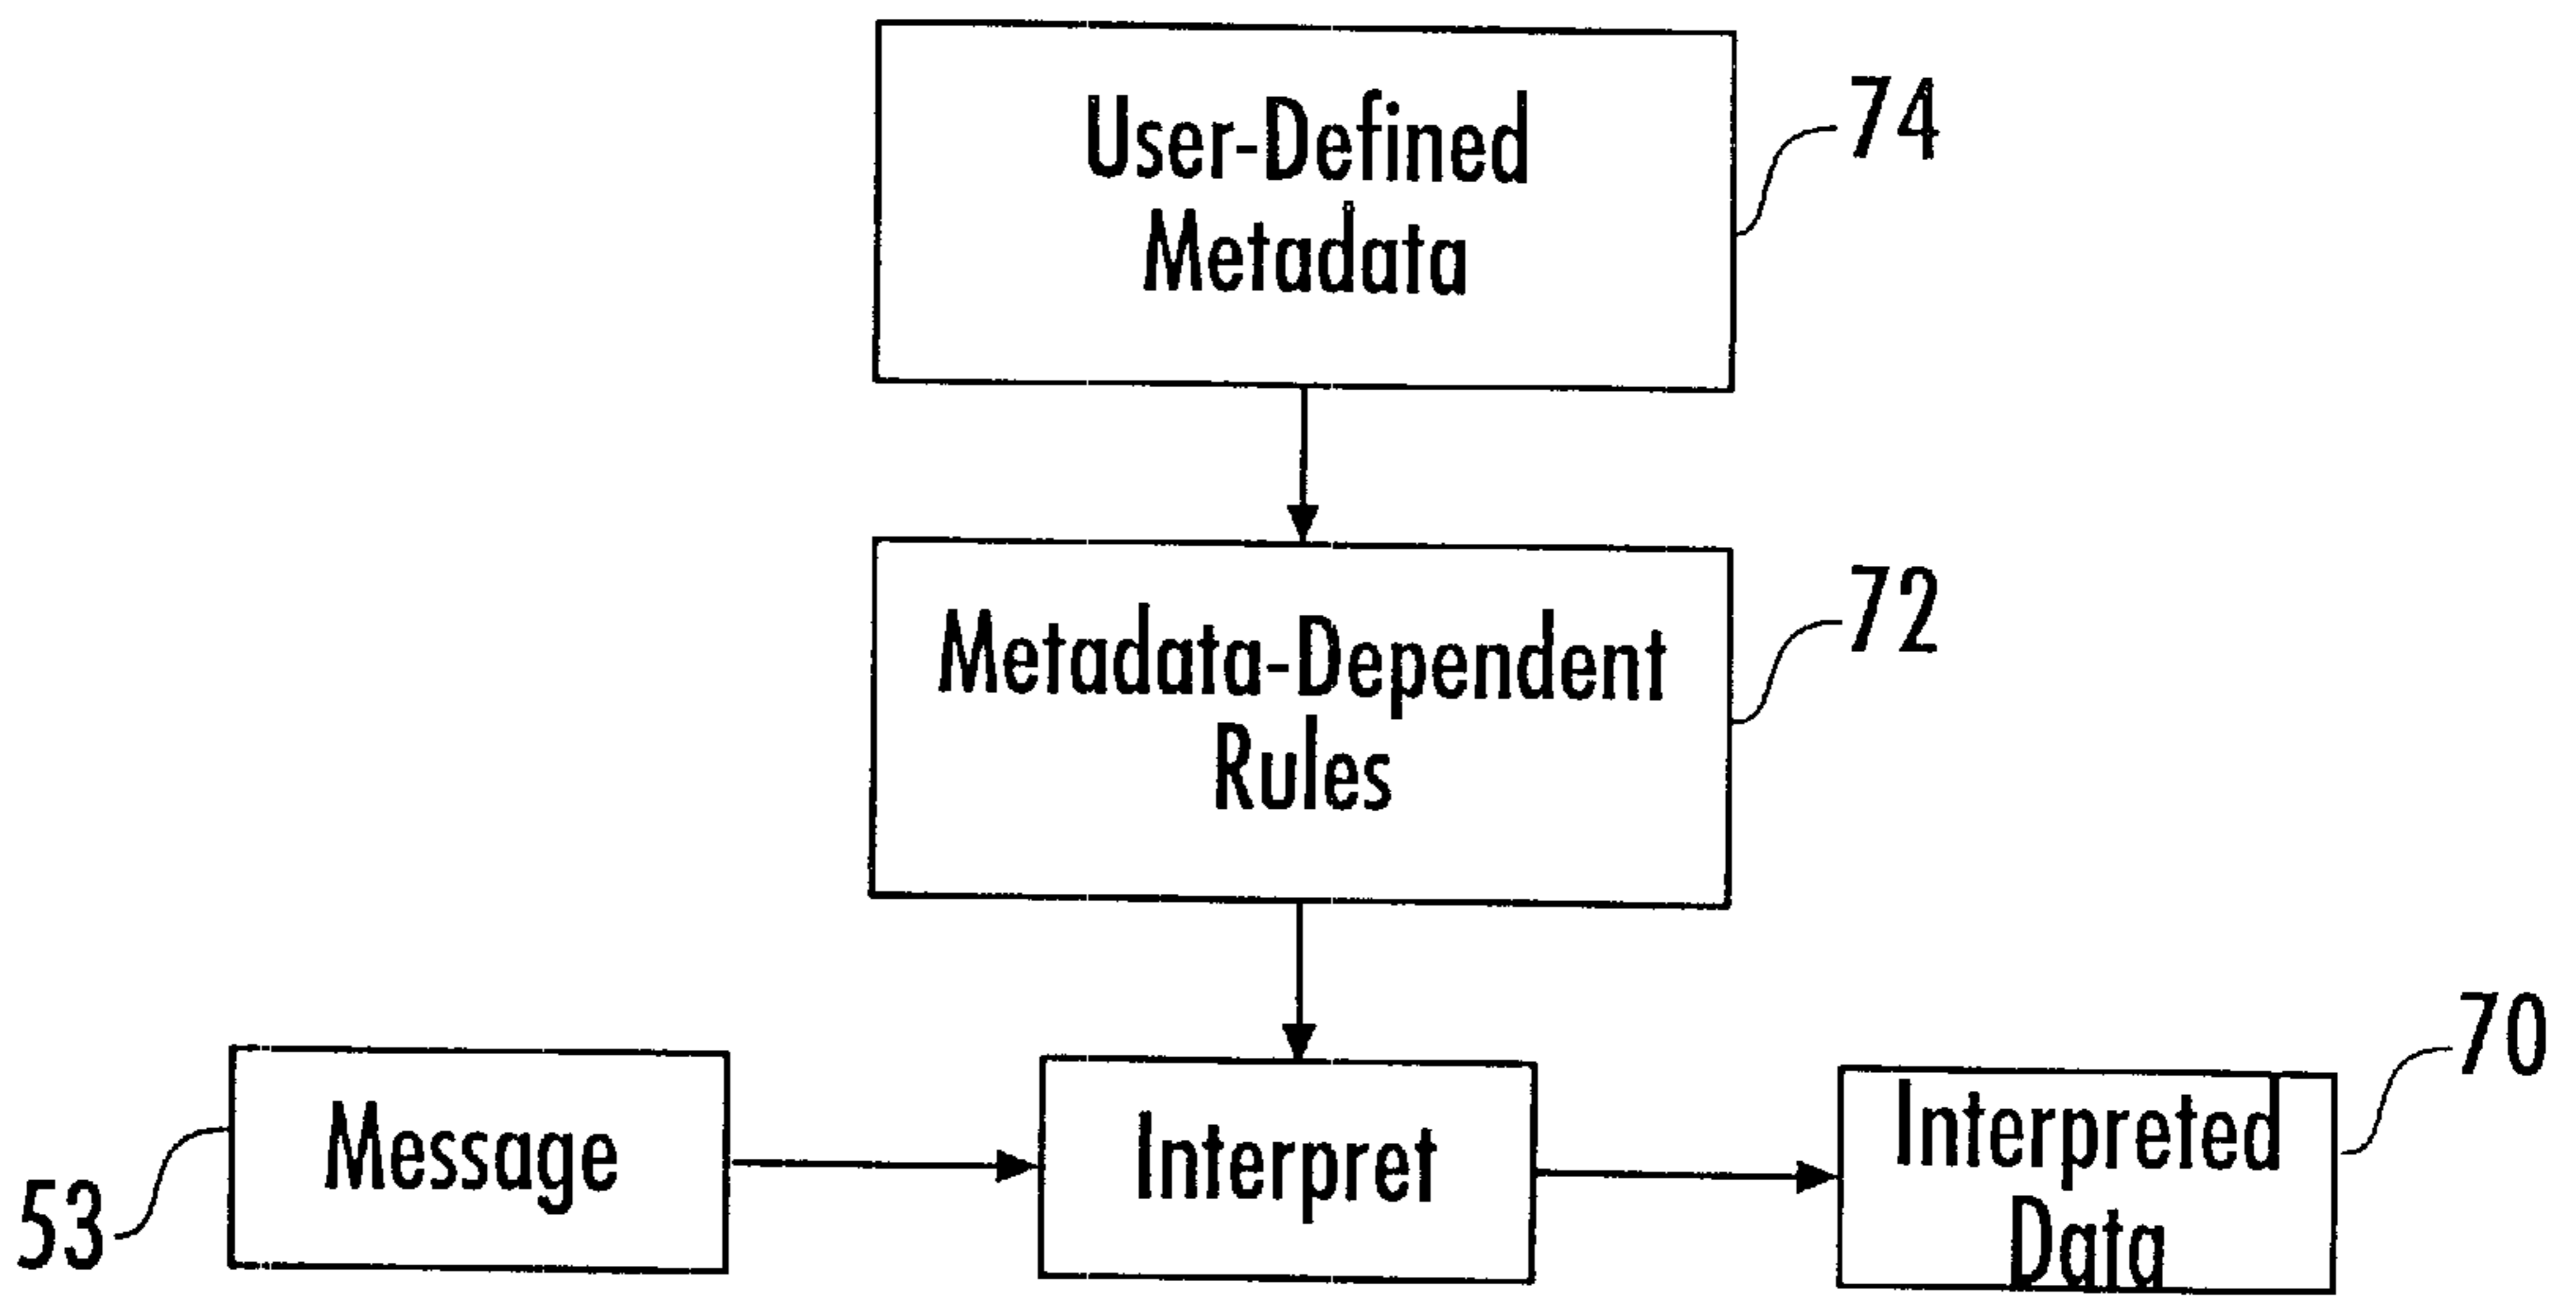 User-Defined
Metadata
74
Metadata-Dependent
Rules
72
53
Message
Interpret
Interpreted
Data
70